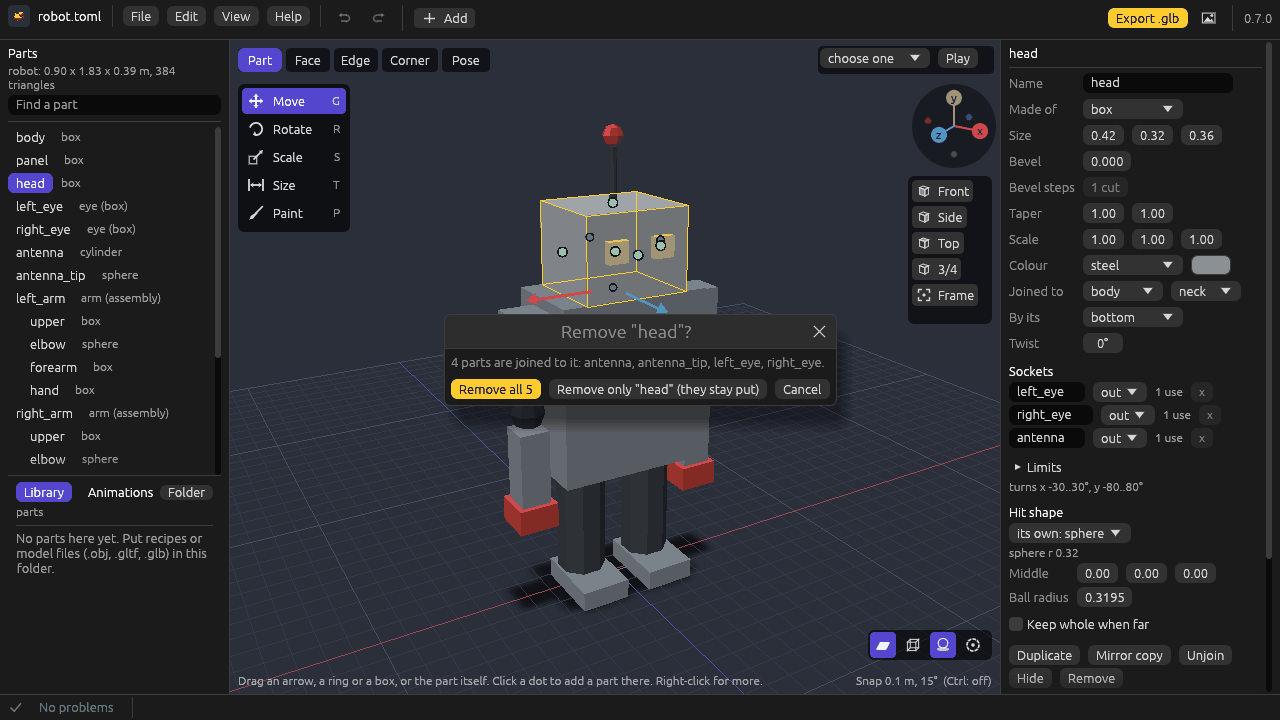 robot.toml File Edit View Help + Add Export .glb 0.7.0
Parts
robot: 0.90 x 1.83 x 0.39 m, 384
triangles
Find a part
body box
panel box
head box
left_eye eye (box)
right_eye eye (box)
antenna cylinder
antenna_tip sphere
left_arm arm (assembly)
upper box
elbow sphere
forearm box
hand box
right_arm arm (assembly)
upper box
elbow sphere
Library Animations Folder
parts
No parts here yet. Put recipes or
model files (.obj, .gltf, .glb) in this
folder.
Part Face Edge Corner Pose
Move G
Rotate R
Scale S
Size T
Paint P
choose one Play
y
x
z
Front
Side
Top
3/4
Frame
Remove "head"?
4 parts are joined to it: antenna, antenna_tip, left_eye, right_eye.
Remove all 5 Remove only "head" (they stay put) Cancel
Drag an arrow, a ring or a box, or the part itself. Click a dot to add a part there. Right-click for more.
Snap 0.1 m, 15° (Ctrl: off)
head
Name head
Made of box
Size 0.42 0.32 0.36
Bevel 0.000
Bevel steps 1 cut
Taper 1.00 1.00
Scale 1.00 1.00 1.00
Colour steel
Joined to body neck
By its bottom
Twist 0°
Sockets
left_eye out 1 use x
right_eye out 1 use x
antenna out 1 use x
Limits
turns x -30..30°, y -80..80°
Hit shape
its own: sphere
sphere r 0.32
Middle 0.00 0.00 0.00
Ball radius 0.3195
Keep whole when far
Duplicate Mirror copy Unjoin
Hide Remove
No problems